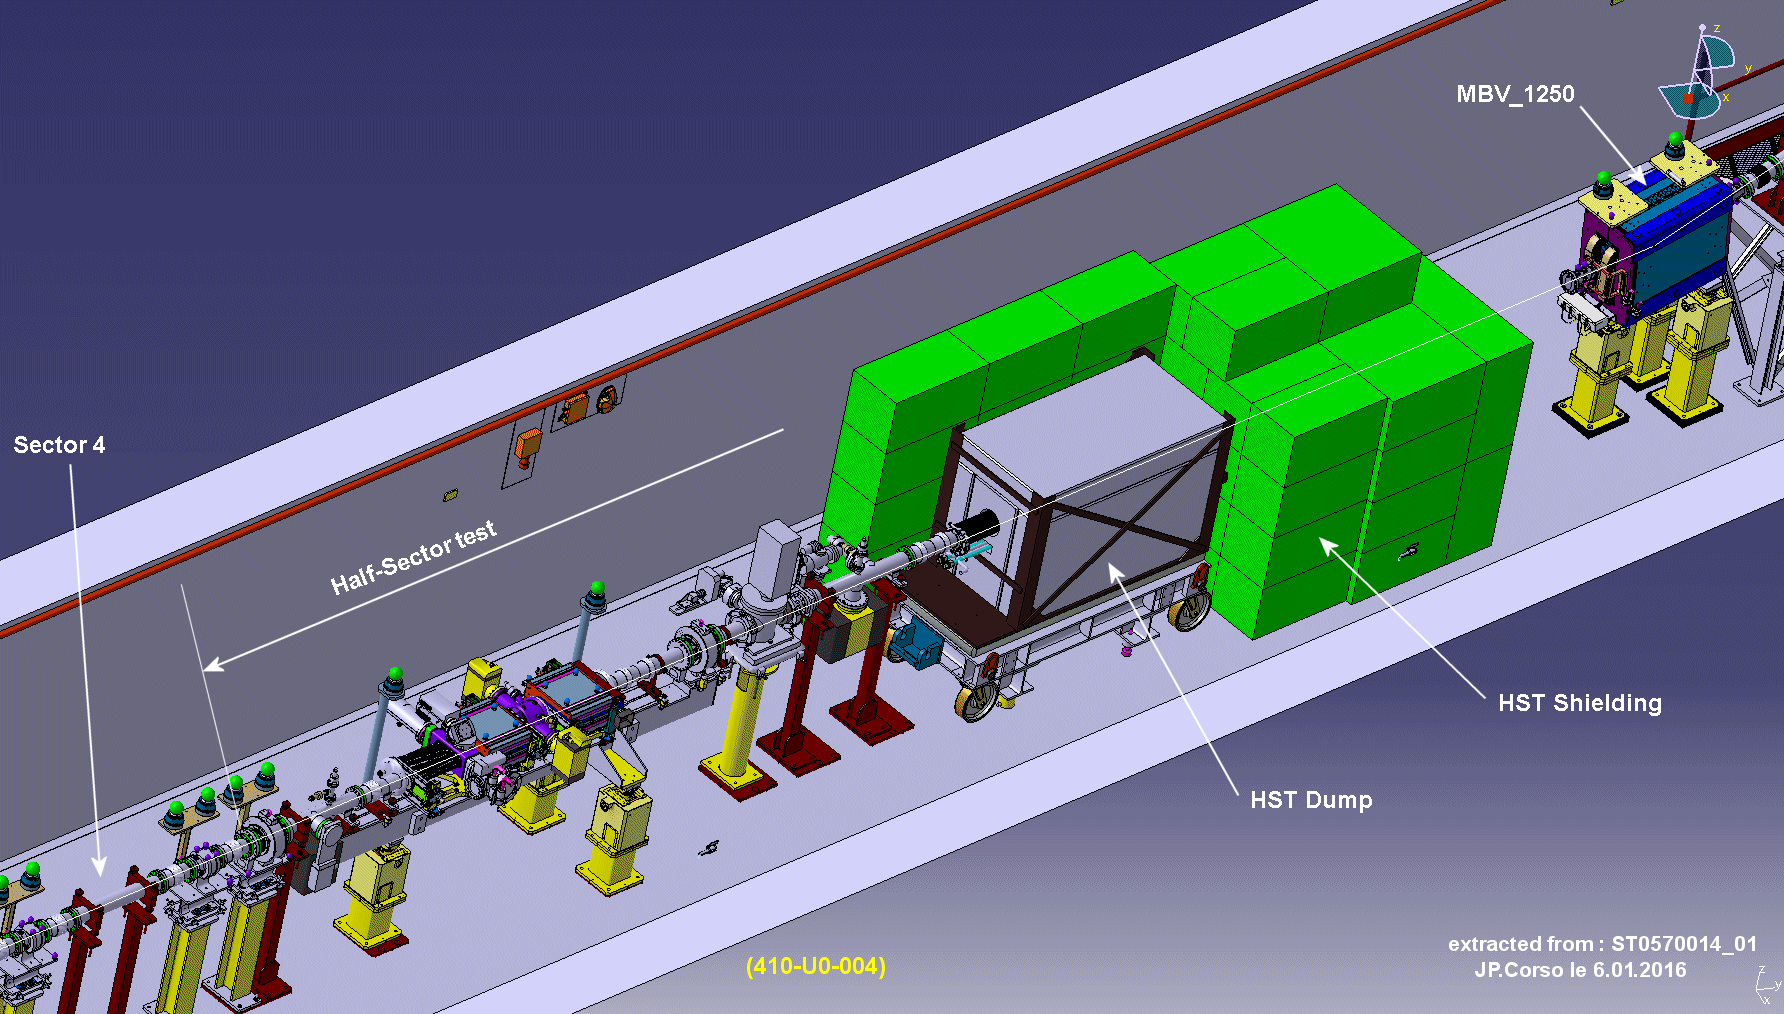 z
y
x
MBV_1250
Sector 4
Half-Sector test
HST Shielding
HST Dump
extracted from : ST0570014_01
(410-U0-004)
JP.Corso le 6.01.2016
z
y
x